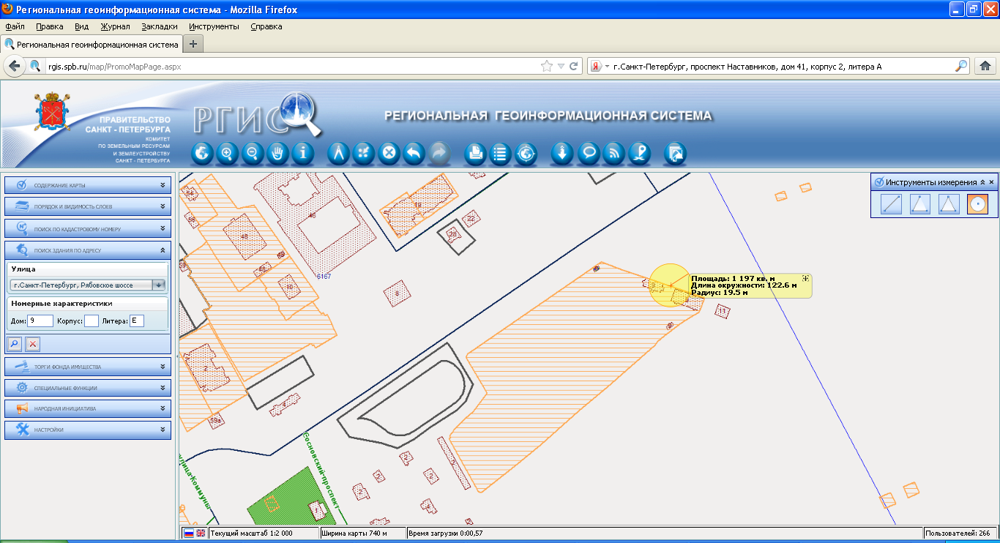 Региональная геоинформационная система - Mozilla Firefox
Файл Правка Вид Журнал Закладки Инструменты Справка
Региональная геоинформационная система
rgis.spb.ru/map/PromoMapPage.aspx
г.Санкт-Петербург, проспект Наставников, дом 41, корпус 2, литера А
ПРАВИТЕЛЬСТВО
САНКТ - ПЕТЕРБУРГА
КОМИТЕТ
ПО ЗЕМЕЛЬНЫМ РЕСУРСАМ
И ЗЕМЛЕУСТРОЙСТВУ
САНКТ - ПЕТЕРБУРГА
РГИС
РЕГИОНАЛЬНАЯ ГЕОИНФОРМАЦИОННАЯ СИСТЕМА
СОДЕРЖАНИЕ КАРТЫ
ПОРЯДОК И ВИДИМОСТЬ СЛОЕВ
ПОИСК ПО КАДАСТРОВОМУ НОМЕРУ
ПОИСК ЗДАНИЯ ПО АДРЕСУ
Улица
г.Санкт-Петербург, Рябовское шоссе
Номерные характеристики
Дом: 9 Корпус: Литера: Е
ТОРГИ ФОНДА ИМУЩЕСТВА
СПЕЦИАЛЬНЫЕ ФУНКЦИИ
НАРОДНАЯ ИНИЦИАТИВА
НАСТРОЙКИ
Инструменты измерения
54
56
48
46
19
22
28
48
10
6167
8
Площадь: 1 197 кв. м
Длина окружности: 122.6 м
Радиус: 19.5 м
9
11
2
4
59а
2
2
2
2
2
4
1
улица-Коммуны
Сосновский-проспект
Текущий масштаб 1:2 000
Ширина карты 740 м
Время загрузки 0:00,57
Пользователей: 266